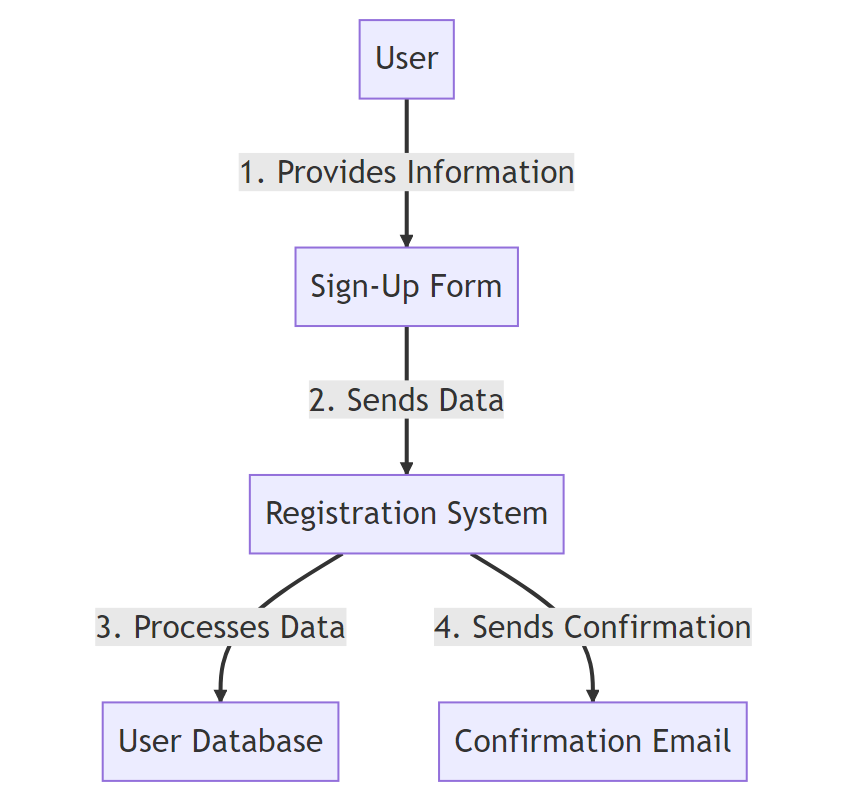 User
1. Provides Information
Sign-Up Form
2. Sends Data
Registration System
3. Processes Data
4. Sends Confirmation
User Database
Confirmation Email